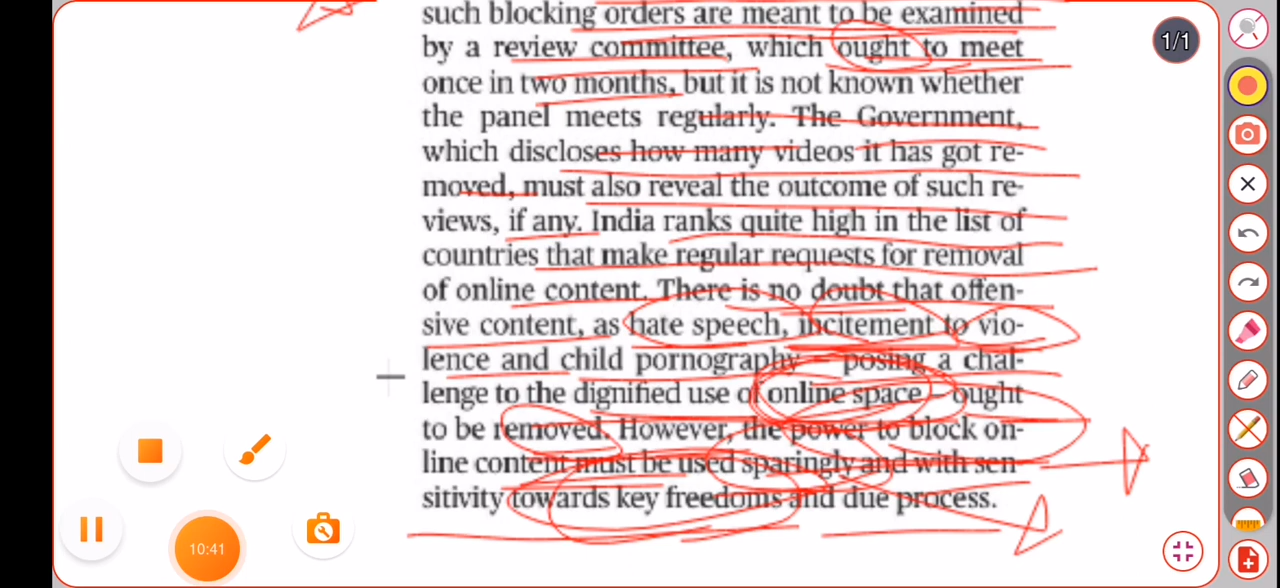 such blocking orders are meant to be examined
by a review committee, which ought to meet
once in two months, but it is not known whether
the panel meets regularly. The Government,
which discloses how many videos it has got re-
moved, must also reveal the outcome of such re-
views, if any. India ranks quite high in the list of
countries that make regular requests for removal
of online content. There is no doubt that offen-
sive content, as hate speech, incitement to vio-
lence and child pornography — posing a chal-
lenge to the dignified use of online space — ought
to be removed. However, the power to block on-
line content must be used sparingly and with sen-
sitivity towards key freedoms and due process.
1/1
10:41